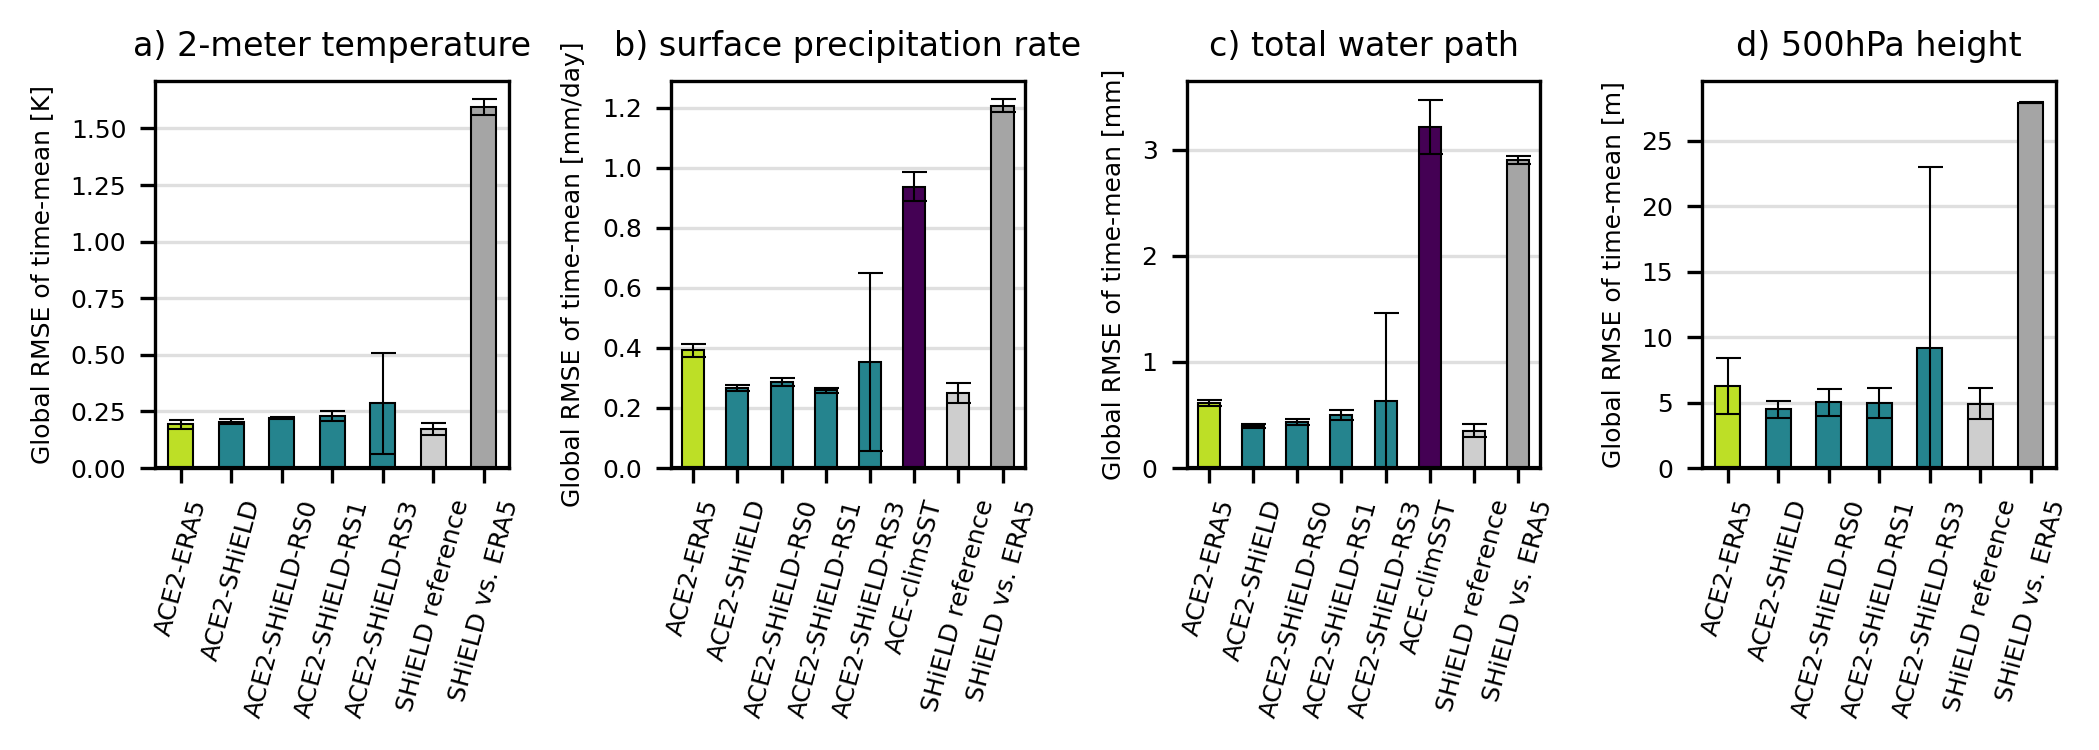 a) 2-meter temperature
Global RMSE of time-mean [K]
1.50
1.25
1.00
0.75
0.50
0.25
0.00
ACE2-ERA5
ACE2-SHiELD
ACE2-SHiELD-RS0
ACE2-SHiELD-RS1
ACE2-SHiELD-RS3
SHiELD reference
SHiELD vs. ERA5
b) surface precipitation rate
Global RMSE of time-mean [mm/day]
1.2
1.0
0.8
0.6
0.4
0.2
0.0
ACE2-ERA5
ACE2-SHiELD
ACE2-SHiELD-RS0
ACE2-SHiELD-RS1
ACE2-SHiELD-RS3
ACE-climSST
SHiELD reference
SHiELD vs. ERA5
c) total water path
Global RMSE of time-mean [mm]
3
2
1
0
ACE2-ERA5
ACE2-SHiELD
ACE2-SHiELD-RS0
ACE2-SHiELD-RS1
ACE2-SHiELD-RS3
ACE-climSST
SHiELD reference
SHiELD vs. ERA5
d) 500hPa height
Global RMSE of time-mean [m]
25
20
15
10
5
0
ACE2-ERA5
ACE2-SHiELD
ACE2-SHiELD-RS0
ACE2-SHiELD-RS1
ACE2-SHiELD-RS3
SHiELD reference
SHiELD vs. ERA5